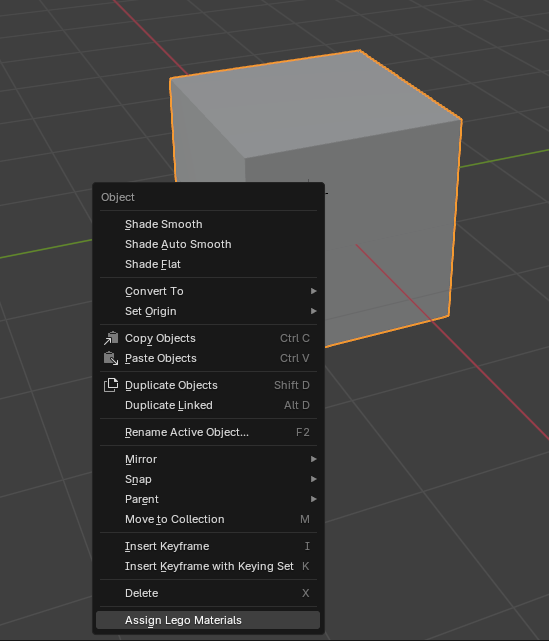 Object
Shade Smooth
Shade Auto Smooth
Shade Flat
Convert To
Set Origin
Copy Objects Ctrl C
Paste Objects Ctrl V
Duplicate Objects Shift D
Duplicate Linked Alt D
Rename Active Object... F2
Mirror
Snap
Parent
Move to Collection M
Insert Keyframe I
Insert Keyframe with Keying Set K
Delete X
Assign Lego Materials